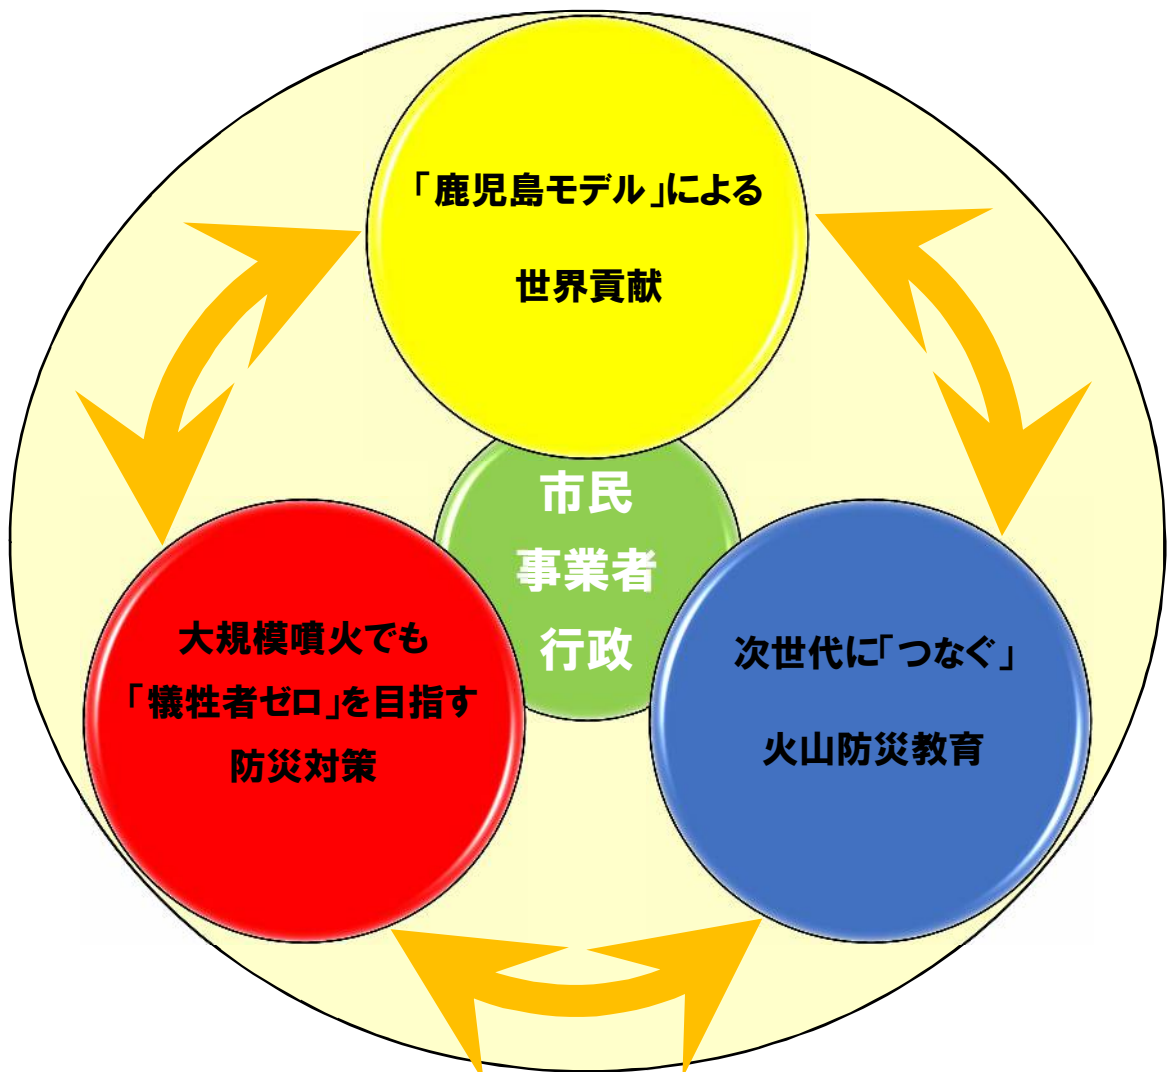 「鹿児島モデル」による
世界貢献
市民
事業者
行政
大規模噴火でも
「犠牲者ゼロ」を目指す
防災対策
次世代に「つなぐ」
火山防災教育